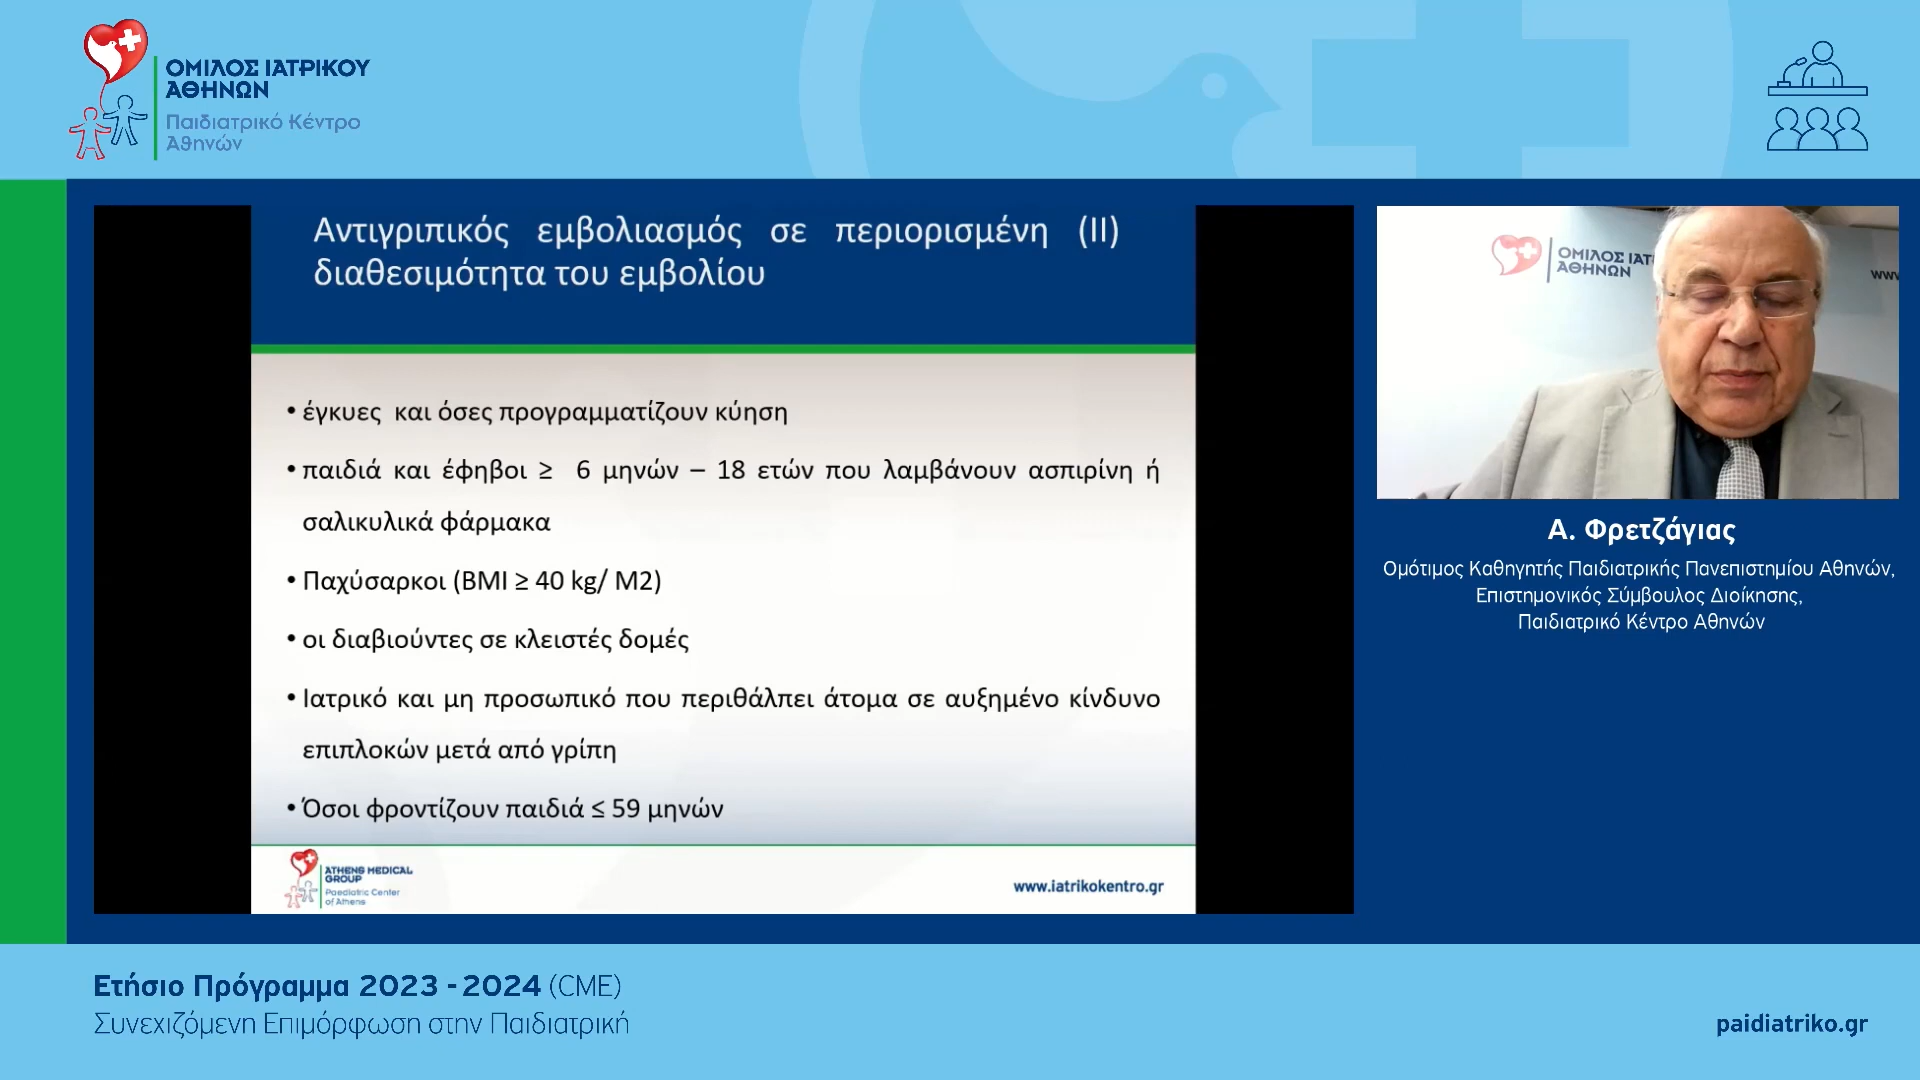 ΟΜΙΛΟΣ ΙΑΤΡΙΚΟΥ
ΑΘΗΝΩΝ
Παιδιατρικό Κέντρο
Αθηνών
Αντιγριπικός εμβολιασμός σε περιορισμένη (II)
διαθεσιμότητα του εμβολίου
• έγκυες και όσες προγραμματίζουν κύηση
• παιδιά και έφηβοι ≥ 6 μηνών – 18 ετών που λαμβάνουν ασπιρίνη ή
σαλικυλικά φάρμακα
• Παχύσαρκοι (BMI ≥ 40 kg/ M2)
• οι διαβιούντες σε κλειστές δομές
• Ιατρικό και μη προσωπικό που περιθάλπει άτομα σε αυξημένο κίνδυνο
επιπλοκών μετά από γρίπη
• Όσοι φροντίζουν παιδιά ≤ 59 μηνών
ATHENS MEDICAL
GROUP
Paediatric Center
of Athens
www.iatrikokentro.gr
ΟΜΙΛΟΣ ΙΑΤ
ΑΘΗΝΩΝ
ww
Α. Φρετζάγιας
Ομότιμος Καθηγητής Παιδιατρικής Πανεπιστημίου Αθηνών,
Επιστημονικός Σύμβουλος Διοίκησης,
Παιδιατρικό Κέντρο Αθηνών
Ετήσιο Πρόγραμμα 2023 - 2024 (CME)
Συνεχιζόμενη Επιμόρφωση στην Παιδιατρική
paidiatriko.gr